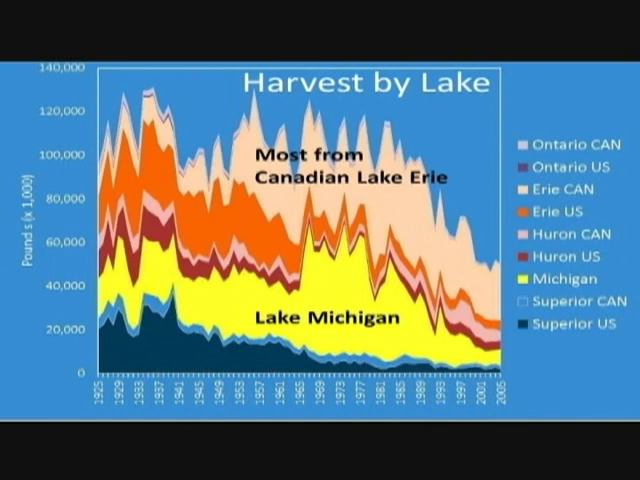 Harvest by Lake
140,000
120,000
100,000
80,000
60,000
40,000
20,000
0
Pounds (x 1,000)
Most from
Canadian Lake Erie
Lake Michigan
1925
1929
1933
1937
1941
1945
1949
1953
1957
1961
1965
1969
1973
1977
1981
1985
1989
1993
1997
2001
2005
Ontario CAN
Ontario US
Erie CAN
Erie US
Huron CAN
Huron US
Michigan
Superior CAN
Superior US